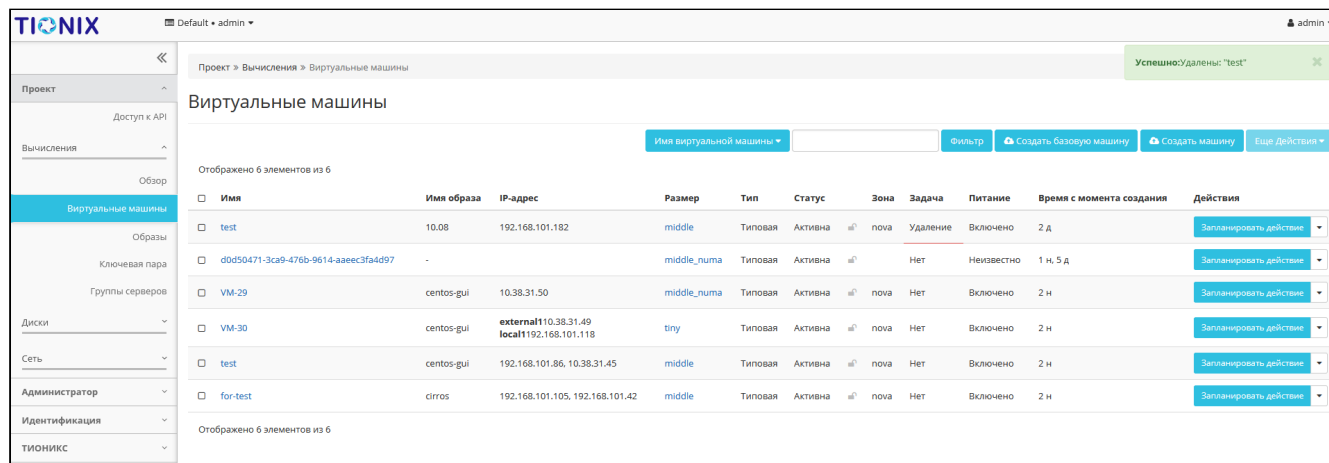 TIONIX
Default • admin
admin
Проект » Вычисления » Виртуальные машины
Успешно:Удалены: "test"
Проект
Доступ к API
Вычисления
Обзор
Виртуальные машины
Образы
Ключевая пара
Группы серверов
Диски
Сеть
Администратор
Идентификация
ТИОНИКС
Виртуальные машины
Имя виртуальной машины
Фильтр
Создать базовую машину
Создать машину
Еще Действия
Отображено 6 элементов из 6
Имя Имя образа IP-адрес Размер Тип Статус Зона Задача Питание Время с момента создания Действия
test 10.08 192.168.101.182 middle Типовая Активна nova Удаление Включено 2 д Запланировать действие
d0d50471-3ca9-476b-9614-aaeec3fa4d97 - middle_numa Типовая Активна nova Нет Неизвестно 1 н, 5 д Запланировать действие
VM-29 centos-gui 10.38.31.50 middle_numa Типовая Активна nova Нет Включено 2 н Запланировать действие
VM-30 centos-gui external110.38.31.49 tiny Типовая Активна nova Нет Включено 2 н Запланировать действие
local1192.168.101.118
test centos-gui 192.168.101.86, 10.38.31.45 middle Типовая Активна nova Нет Включено 2 н Запланировать действие
for-test cirros 192.168.101.105, 192.168.101.42 middle Типовая Активна nova Нет Включено 2 н Запланировать действие
Отображено 6 элементов из 6